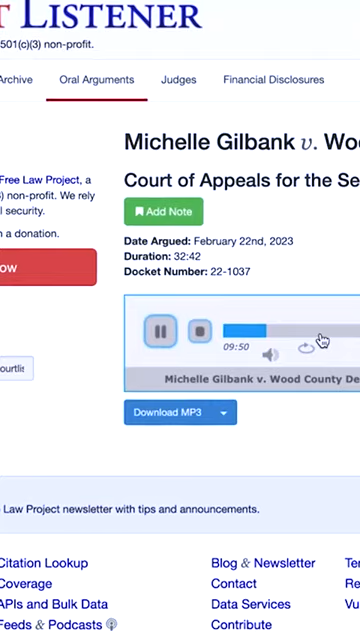 T LISTENER
501(c)(3) non-profit.
Archive Oral Arguments Judges Financial Disclosures
Michelle Gilbank v. Woo
Free Law Project, a
) non-profit. We rely
l security.
Court of Appeals for the Se
Add Note
n a donation.
Date Argued: February 22nd, 2023
Duration: 32:42
Docket Number: 22-1037
ow
09:50
ourtlis
Michelle Gilbank v. Wood County De
Download MP3
Law Project newsletter with tips and announcements.
Citation Lookup Blog & Newsletter Ter
Coverage Contact Re
APIs and Bulk Data Data Services Vu
Feeds & Podcasts Contribute